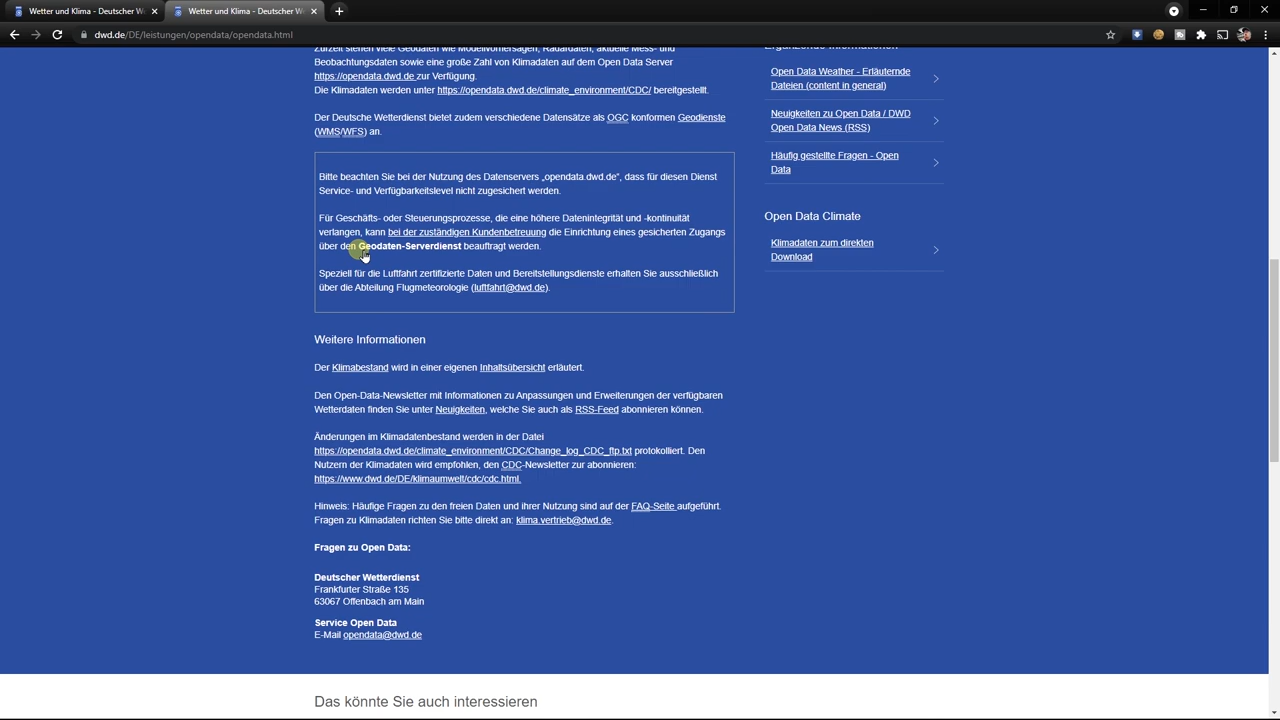 Wetter und Klima - Deutscher We
Wetter und Klima - Deutscher We
dwd.de/DE/leistungen/opendata/opendata.html
Zurzeit stehen viele Geodaten wie Modellvorhersagen, Radardaten, aktuelle Mess- und
Beobachtungsdaten sowie eine große Zahl von Klimadaten auf dem Open Data Server
https://opendata.dwd.de zur Verfügung.
Die Klimadaten werden unter https://opendata.dwd.de/climate_environment/CDC/ bereitgestellt.
Der Deutsche Wetterdienst bietet zudem verschiedene Datensätze als OGC konformen Geodienste
(WMS/WFS) an.
Bitte beachten Sie bei der Nutzung des Datenservers „opendata.dwd.de", dass für diesen Dienst
Service- und Verfügbarkeitslevel nicht zugesichert werden.
Für Geschäfts- oder Steuerungsprozesse, die eine höhere Datenintegrität und -kontinuität
verlangen, kann bei der zuständigen Kundenbetreuung die Einrichtung eines gesicherten Zugangs
über den Geodaten-Serverdienst beauftragt werden.
Speziell für die Luftfahrt zertifizierte Daten und Bereitstellungsdienste erhalten Sie ausschließlich
über die Abteilung Flugmeteorologie (luftfahrt@dwd.de).
Weitere Informationen
Der Klimabestand wird in einer eigenen Inhaltsübersicht erläutert.
Den Open-Data-Newsletter mit Informationen zu Anpassungen und Erweiterungen der verfügbaren
Wetterdaten finden Sie unter Neuigkeiten, welche Sie auch als RSS-Feed abonnieren können.
Änderungen im Klimadatenbestand werden in der Datei
https://opendata.dwd.de/climate_environment/CDC/Change_log_CDC_ftp.txt protokolliert. Den
Nutzern der Klimadaten wird empfohlen, den CDC-Newsletter zur abonnieren:
https://www.dwd.de/DE/klimaumwelt/cdc/cdc.html.
Hinweis: Häufige Fragen zu den freien Daten und ihrer Nutzung sind auf der FAQ-Seite aufgeführt.
Fragen zu Klimadaten richten Sie bitte direkt an: klima.vertrieb@dwd.de.
Fragen zu Open Data:
Deutscher Wetterdienst
Frankfurter Straße 135
63067 Offenbach am Main
Service Open Data
E-Mail opendata@dwd.de
Das könnte Sie auch interessieren
Ergänzende Informationen
Open Data Weather - Erläuternde
Dateien (content in general)
Neuigkeiten zu Open Data / DWD
Open Data News (RSS)
Häufig gestellte Fragen - Open
Data
Open Data Climate
Klimadaten zum direkten
Download